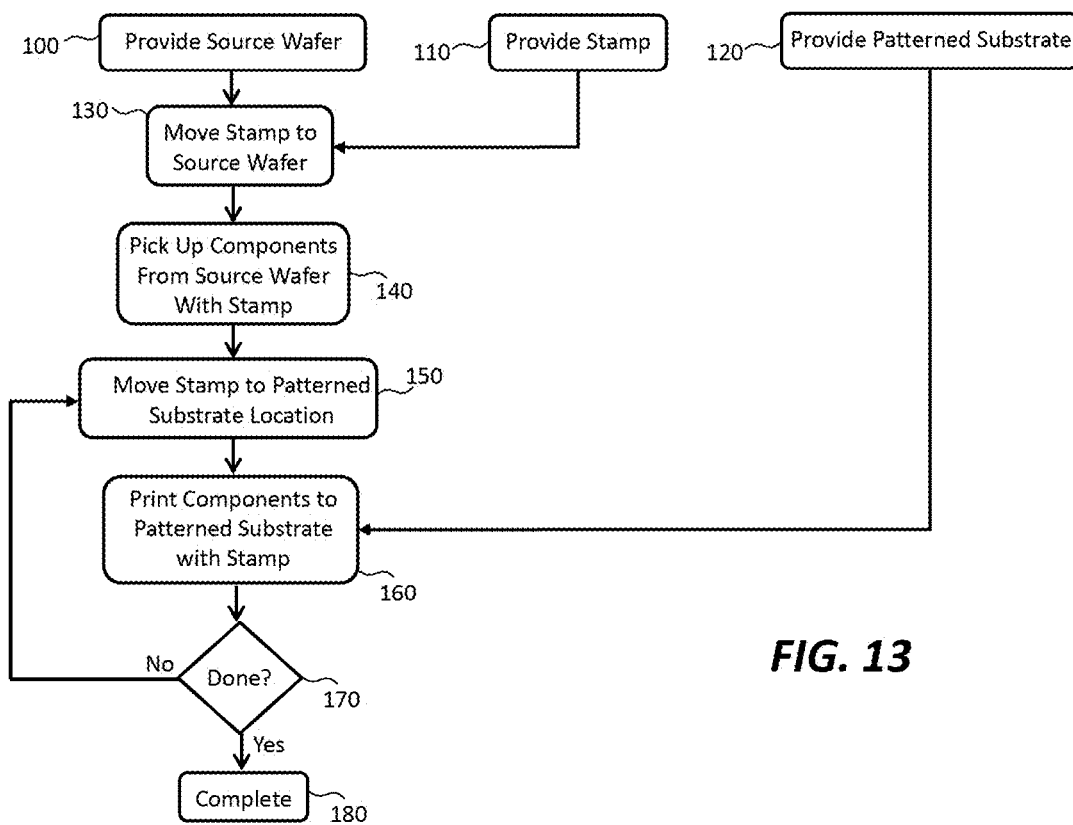 100
Provide Source Wafer
110
Provide Stamp
120
Provide Patterned Substrate
130
Move Stamp to
Source Wafer
Pick Up Components
From Source Wafer
With Stamp
140
Move Stamp to Patterned
Substrate Location
150
Print Components to
Patterned Substrate
with Stamp
160
No
Done?
170
Yes
Complete
180
FIG. 13